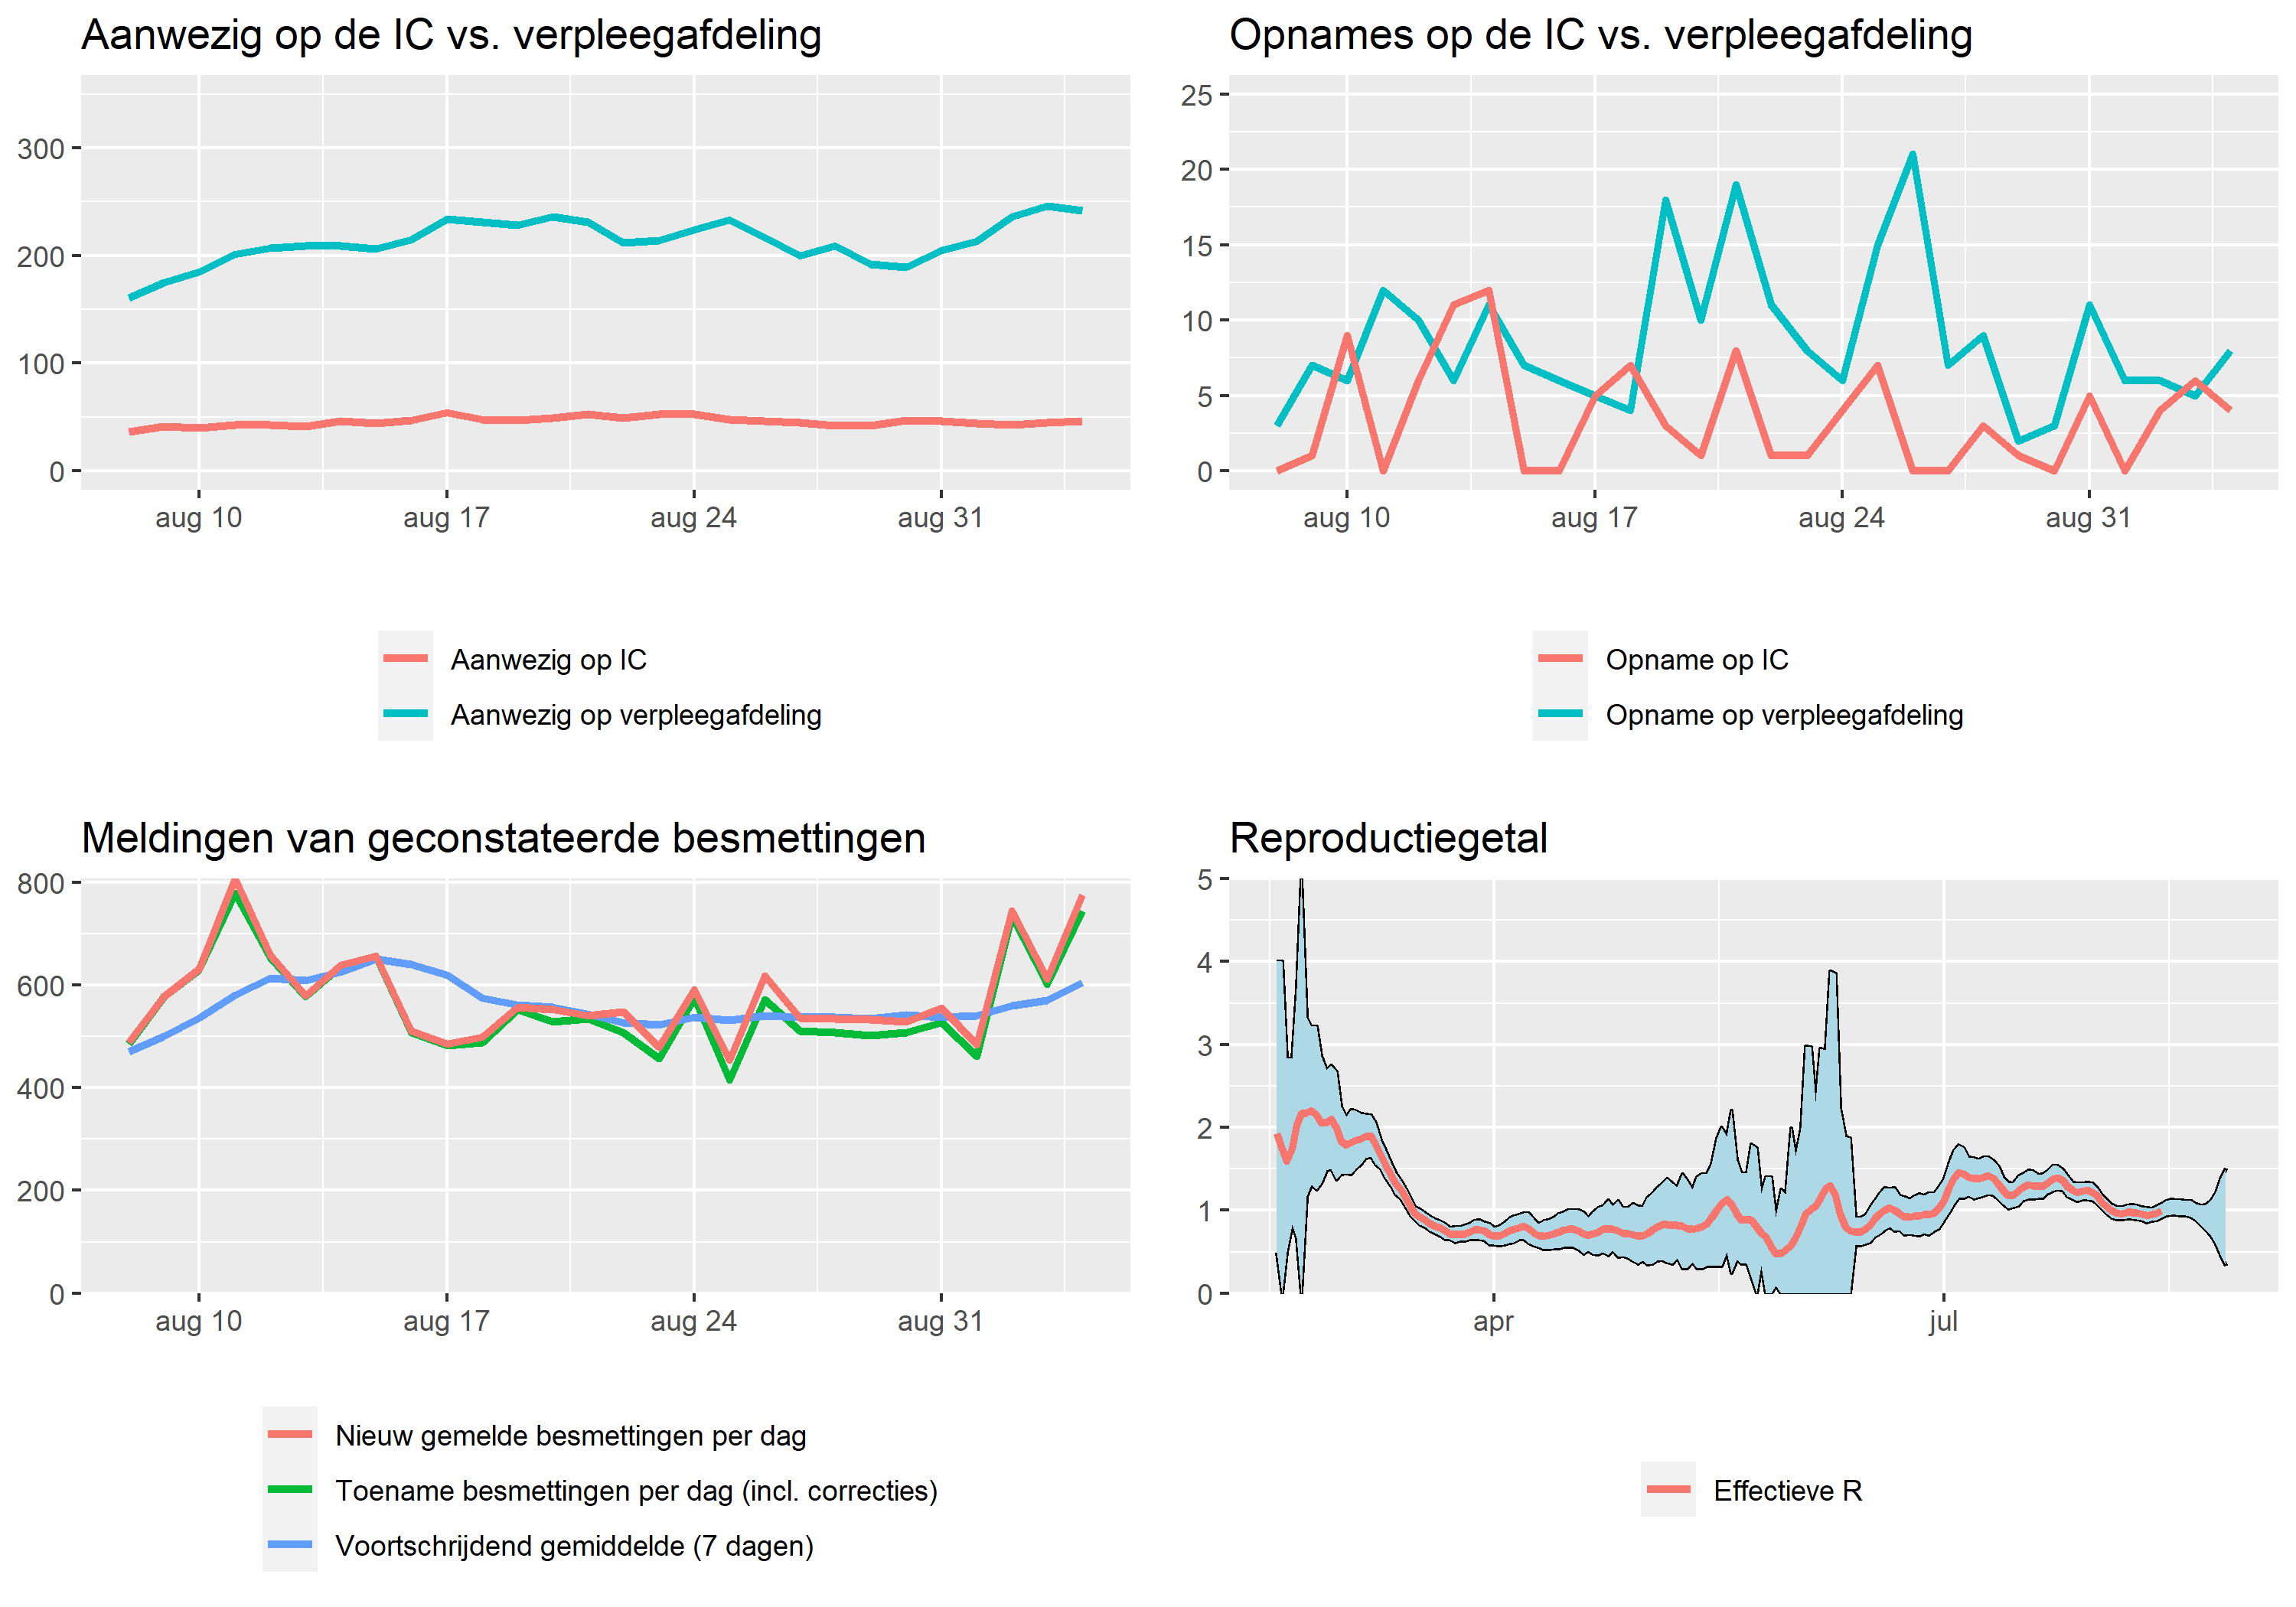 Aanwezig op de IC vs. verpleegafdeling
300
200
100
0
aug 10 aug 17 aug 24 aug 31
Aanwezig op IC
Aanwezig op verpleegafdeling
Opnames op de IC vs. verpleegafdeling
25
20
15
10
5
0
aug 10 aug 17 aug 24 aug 31
Opname op IC
Opname op verpleegafdeling
Meldingen van geconstateerde besmettingen
800
600
400
200
0
aug 10 aug 17 aug 24 aug 31
Nieuw gemelde besmettingen per dag
Toename besmettingen per dag (incl. correcties)
Voortschrijdend gemiddelde (7 dagen)
Reproductiegetal
5
4
3
2
1
0
apr jul
Effectieve R